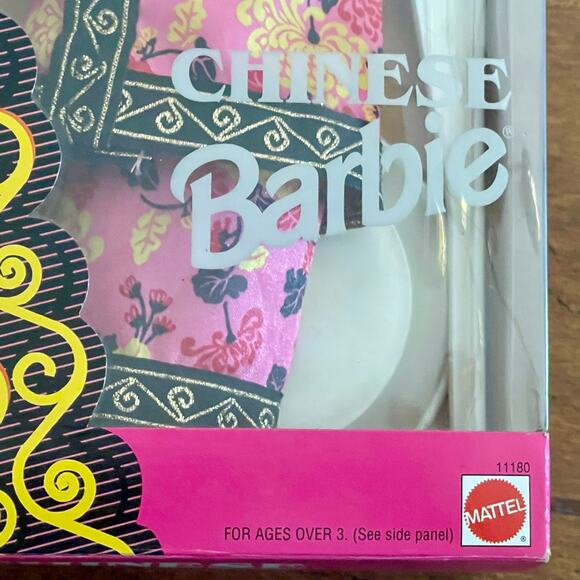 CHINESE
Barbie®
11180
MATTEL
®
FOR AGES OVER 3. (See side panel)